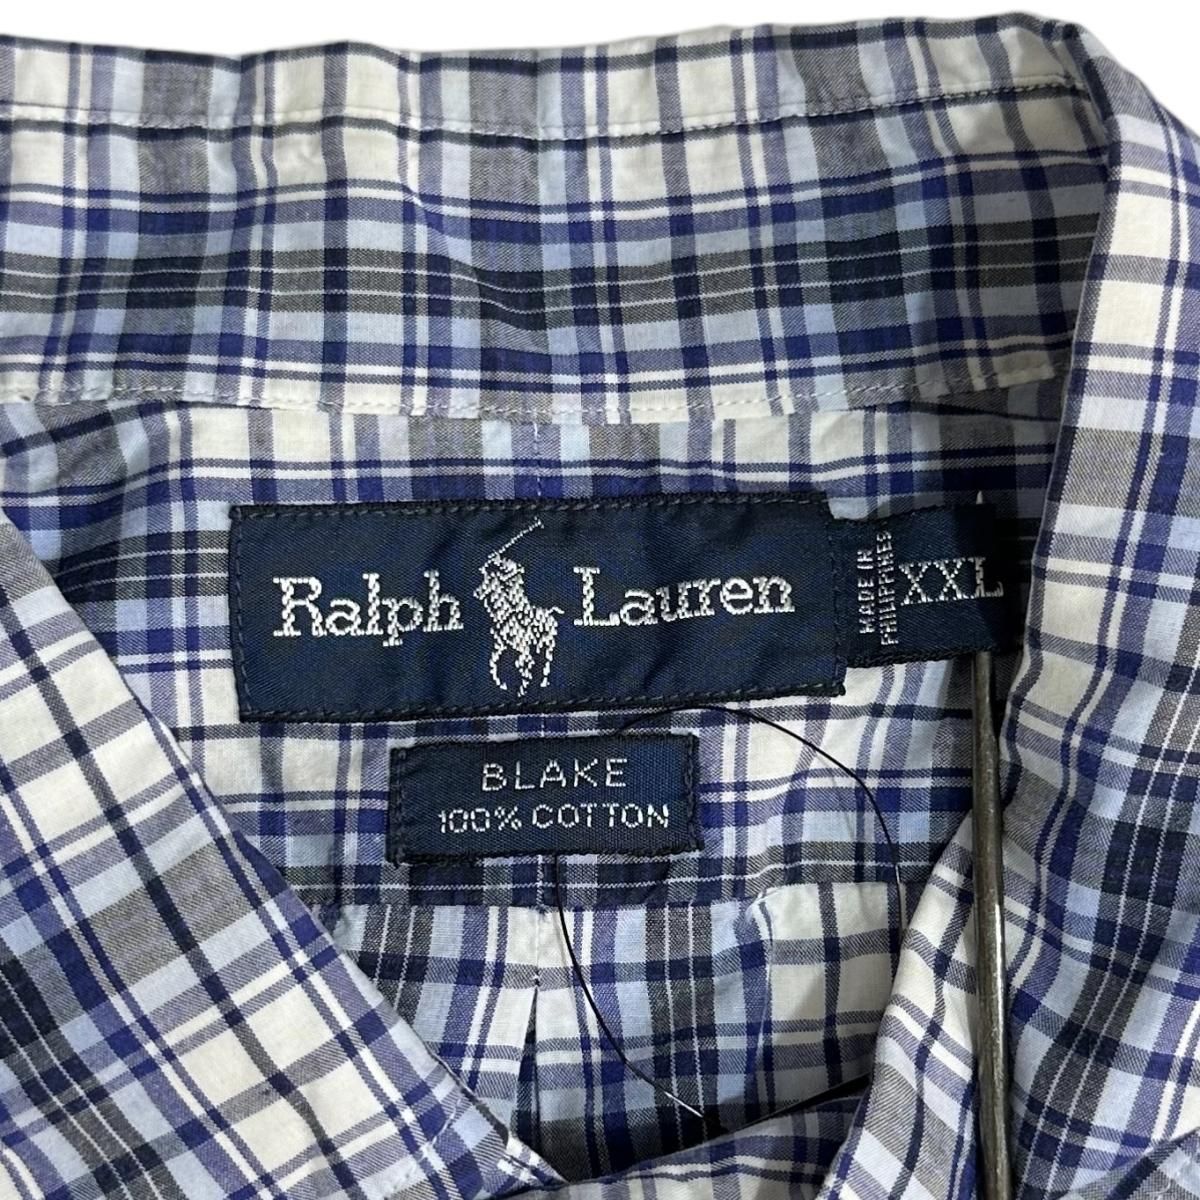 Ralph Lauren
MADE IN
PHILIPPINES
XXL
BLAKE
100% COTTON